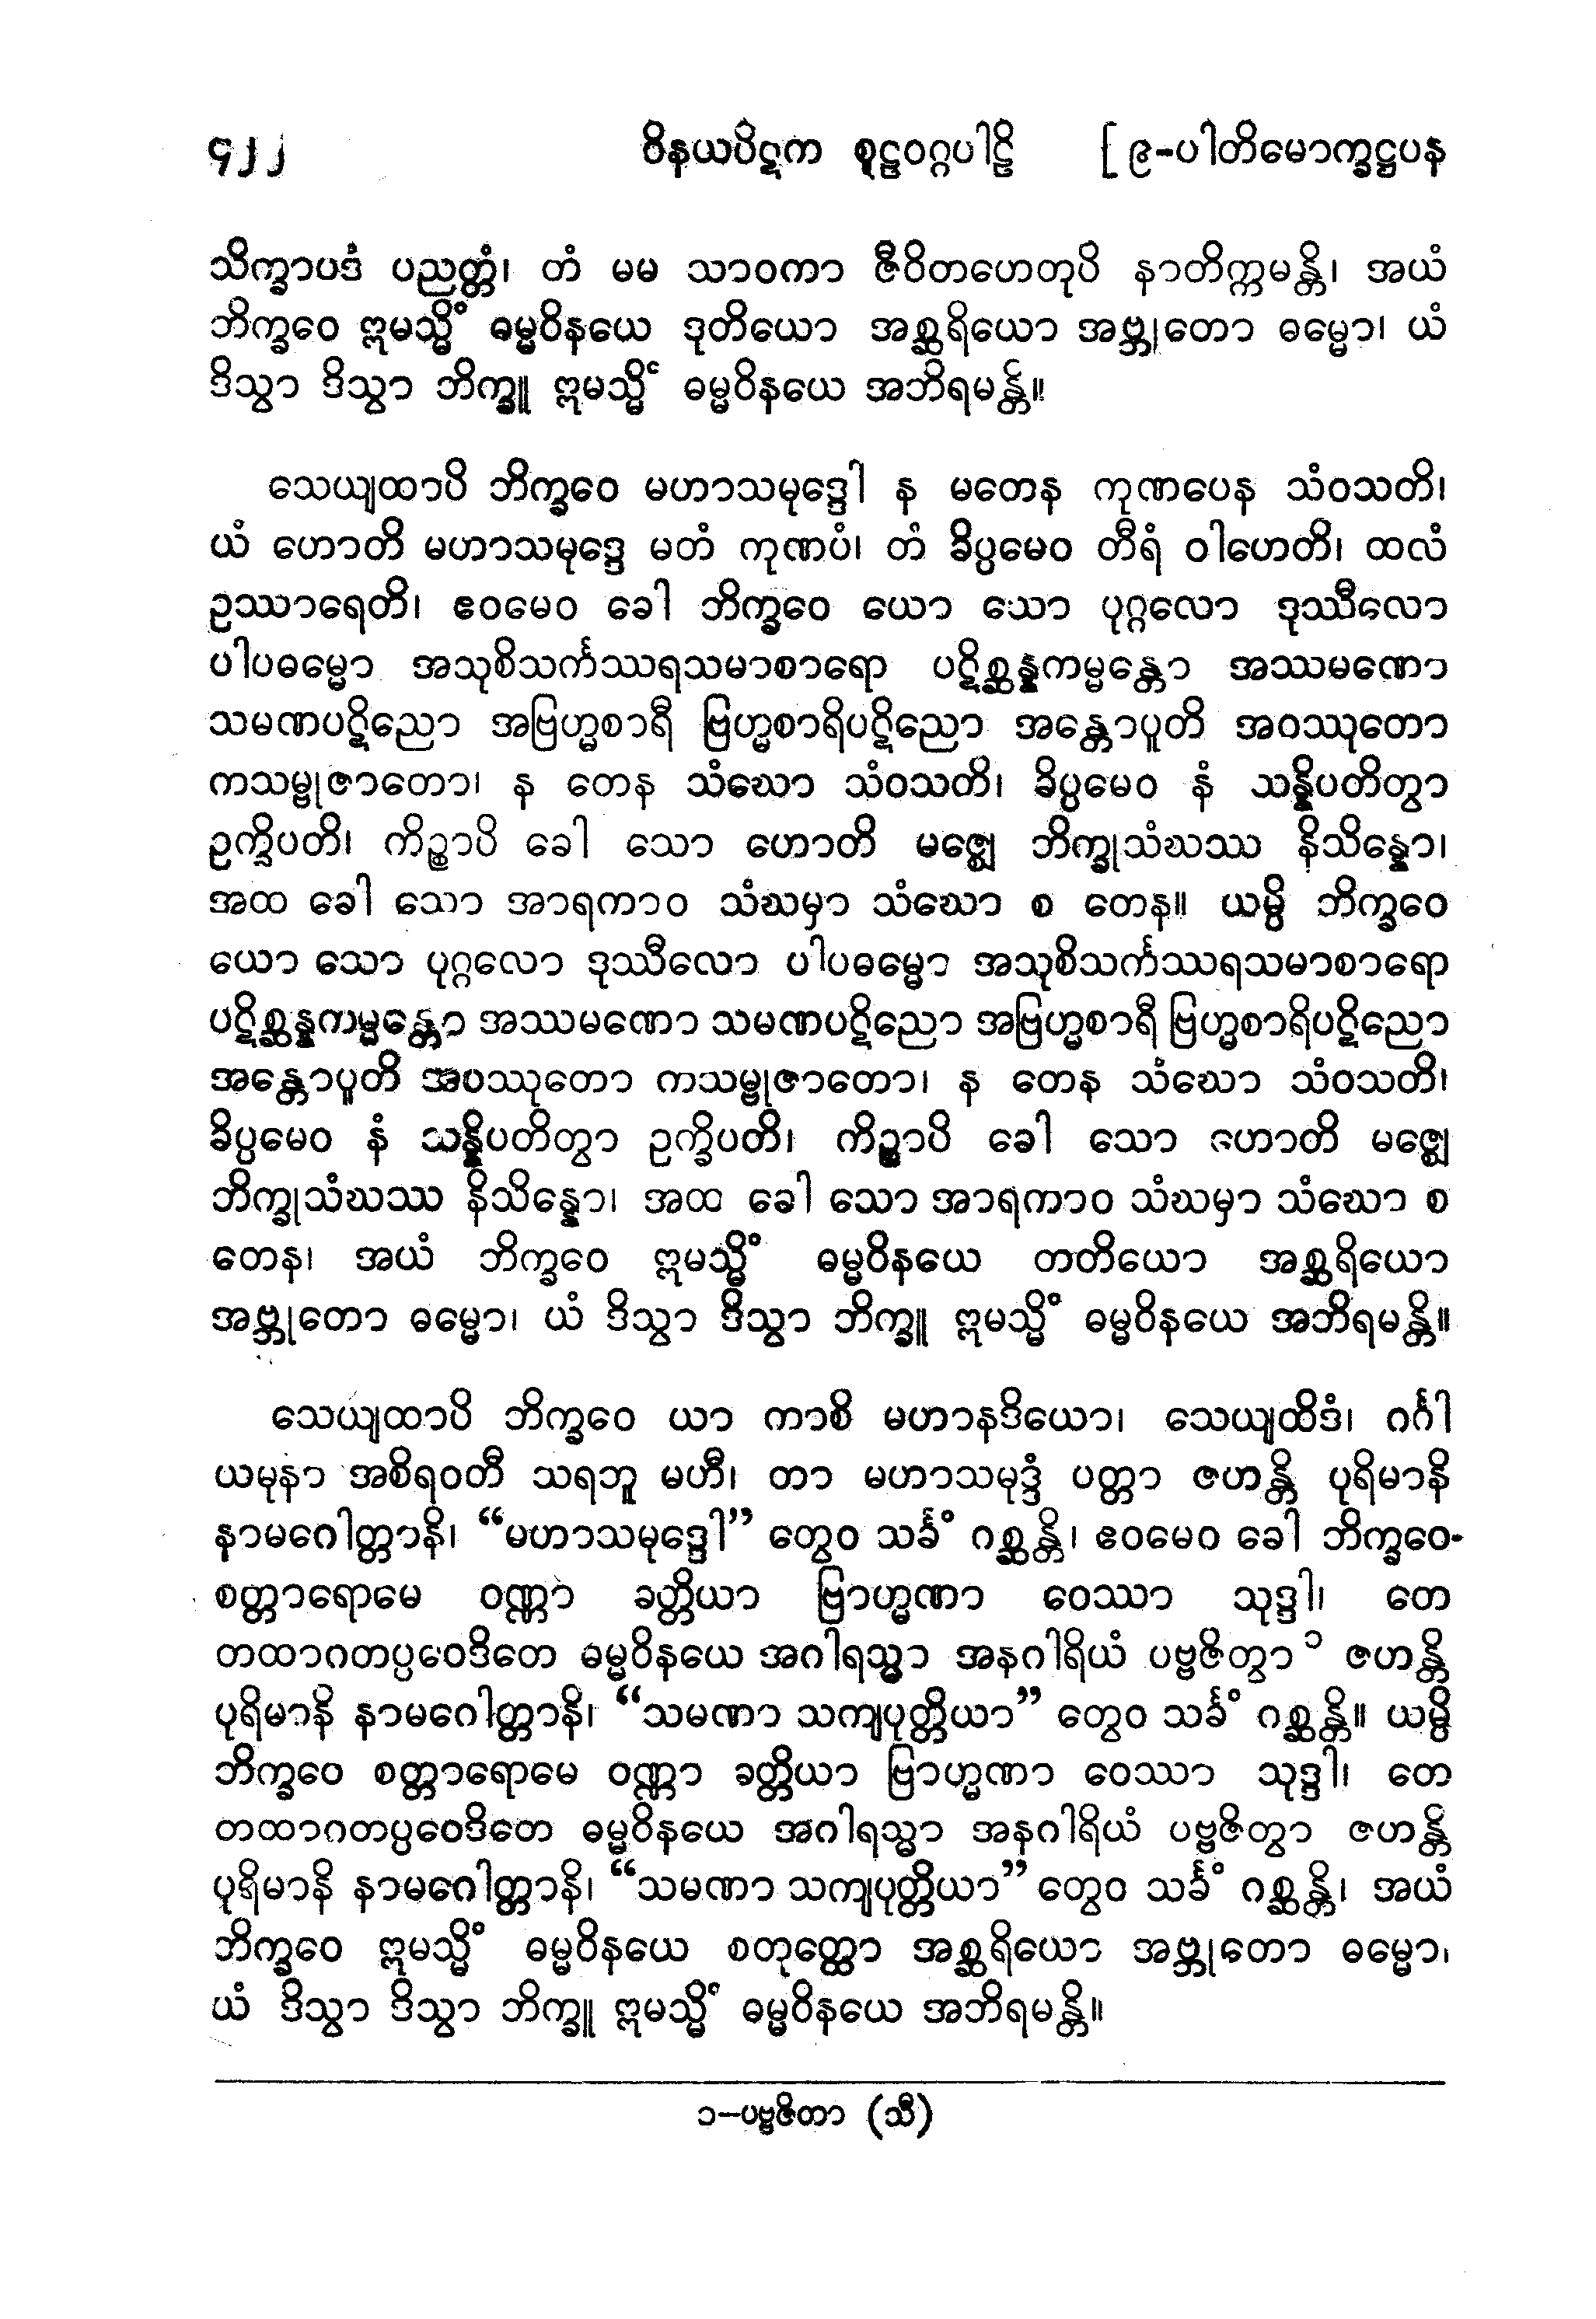 ၄၂၂ ဝိနယပိဋက စူဠဝဂ္ဂပါဠိ [ ၉-ပါတိမောက္ခဋ္ဌပန
သိက္ခာပဒံ ပညတ္တံ၊ တံ မမ သာဝကာ ဇီဝိတဟေတုပိ နာတိက္ကမန္တိ၊ အယံ
ဘိက္ခဝေ ဣမသ္မိံ ဓမ္မဝိနယေ ဒုတိယော အစ္ဆရိယော အဗ္ဘုတော ဓမ္မော၊ ယံ
ဒိသွာ ဒိသွာ ဘိက္ခူ ဣမသ္မိံ ဓမ္မဝိနယေ အဘိရမန္တိ။
သေယျထာပိ ဘိက္ခဝေ မဟာသမုဒ္ဒေါ န မတေန ကုဏပေန သံဝသတိ၊
ယံ ဟောတိ မဟာသမုဒ္ဒေ မတံ ကုဏပံ၊ တံ ခိပ္ပမေဝ တီရံ ဝါဟေတိ၊ ထလံ
ဥဿာရေတိ၊ ဧဝမေဝ ခေါ ဘိက္ခဝေ ယော သော ပုဂ္ဂလော ဒုဿီလော
ပါပဓမ္မော အသုစိသင်္ကဿရသမာစာရော ပဋိစ္ဆန္နကမ္မန္တော အဿမဏော
သမဏပဋိညော အဗြဟ္မစာရီ ဗြဟ္မစာရိပဋိညော အန္တောပူတိ အဝဿုတော
ကသမ္ဗုဇာတော၊ န တေန သံဃော သံဝသတိ၊ ခိပ္ပမေဝ နံ သန္နိပတိတွာ
ဥက္ခိပတိ၊ ကိဉ္စာပိ ခေါ သော ဟောတိ မဇ္ဈေ ဘိက္ခုသံဃဿ နိသိန္နော၊
အထ ခေါ သော အာရကာဝ သံဃမှာ သံဃော စ တေန။ ယမ္ပိ ဘိက္ခဝေ
ယော သော ပုဂ္ဂလော ဒုဿီလော ပါပဓမ္မော အသုစိသင်္ကဿရသမာစာရော
ပဋိစ္ဆန္နကမ္မန္တော အဿမဏော သမဏပဋိညော အဗြဟ္မစာရီ ဗြဟ္မစာရိပဋိညော
အန္တောပူတိ အဝဿုတော ကသမ္ဗုဇာတော၊ န တေန သံဃော သံဝသတိ၊
ခိပ္ပမေဝ နံ သန္နိပတိတွာ ဥက္ခိပတိ၊ ကိဉ္စာပိ ခေါ သော ဟောတိ မဇ္ဈေ
ဘိက္ခုသံဃဿ နိသိန္နော၊ အထ ခေါ သော အာရကာဝ သံဃမှာ သံဃော စ
တေန၊ အယံ ဘိက္ခဝေ ဣမသ္မိံ ဓမ္မဝိနယေ တတိယော အစ္ဆရိယော
အဗ္ဘုတော ဓမ္မော၊ ယံ ဒိသွာ ဒိသွာ ဘိက္ခူ ဣမသ္မိံ ဓမ္မဝိနယေ အဘိရမန္တိ။
သေယျထာပိ ဘိက္ခဝေ ယာ ကာစိ မဟာနဒိယော၊ သေယျထိဒံ၊ ဂင်္ဂါ
ယမုနာ အစိရဝတီ သရဘူ မဟီ၊ တာ မဟာသမုဒ္ဒံ ပတ္တာ ဇဟန္တိ ပုရိမာနိ
နာမဂေါတ္တာနိ၊ “မဟာသမုဒ္ဒေါ” တွေဝ သင်္ခံ ဂစ္ဆန္တိ၊ ဧဝမေဝ ခေါ ဘိက္ခဝေ-
စတ္တာရောမေ ဝဏ္ဏာ ခတ္တိယာ ဗြာဟ္မဏာ ဝေဿာ သုဒ္ဒါ၊ တေ
တထာဂတပ္ပဝေဒိတေ ဓမ္မဝိနယေ အဂါရသ္မာ အနဂါရိယံ ပဗ္ဗဇိတွာ ၁ ဇဟန္တိ
ပုရိမာနိ နာမဂေါတ္တာနိ၊ “သမဏာ သကျပုတ္တိယာ” တွေဝ သင်္ခံ ဂစ္ဆန္တိ။ ယမ္ပိ
ဘိက္ခဝေ စတ္တာရောမေ ဝဏ္ဏာ ခတ္တိယာ ဗြာဟ္မဏာ ဝေဿာ သုဒ္ဒါ၊ တေ
တထာဂတပ္ပဝေဒိတေ ဓမ္မဝိနယေ အဂါရသ္မာ အနဂါရိယံ ပဗ္ဗဇိတွာ ဇဟန္တိ
ပုရိမာနိ နာမဂေါတ္တာနိ၊ “သမဏာ သကျပုတ္တိယာ” တွေဝ သင်္ခံ ဂစ္ဆန္တိ၊ အယံ
ဘိက္ခဝေ ဣမသ္မိံ ဓမ္မဝိနယေ စတုတ္ထော အစ္ဆရိယော အဗ္ဘုတော ဓမ္မော၊
ယံ ဒိသွာ ဒိသွာ ဘိက္ခူ ဣမသ္မိံ ဓမ္မဝိနယေ အဘိရမန္တိ။
၁–ပဗ္ဗဇိတာ (သီ)